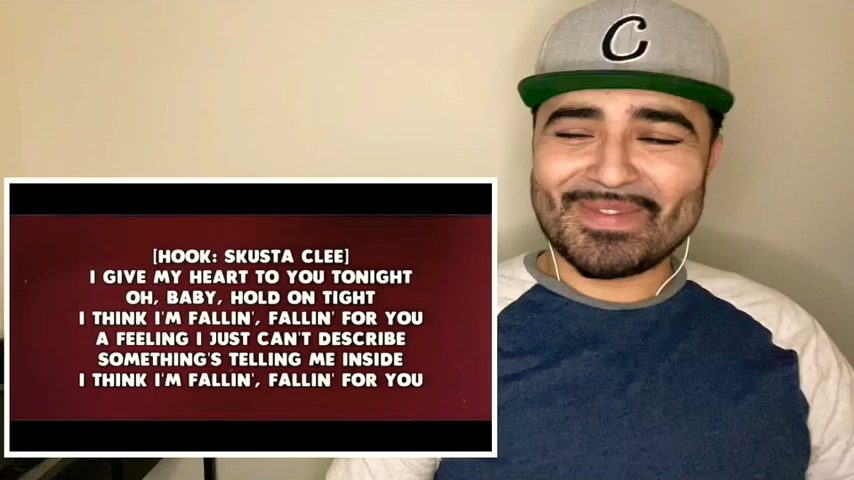 C
[HOOK: SKUSTA CLEE]
I GIVE MY HEART TO YOU TONIGHT
OH, BABY, HOLD ON TIGHT
I THINK I'M FALLIN', FALLIN' FOR YOU
A FEELING I JUST CAN'T DESCRIBE
SOMETHING'S TELLING ME INSIDE
I THINK I'M FALLIN', FALLIN' FOR YOU